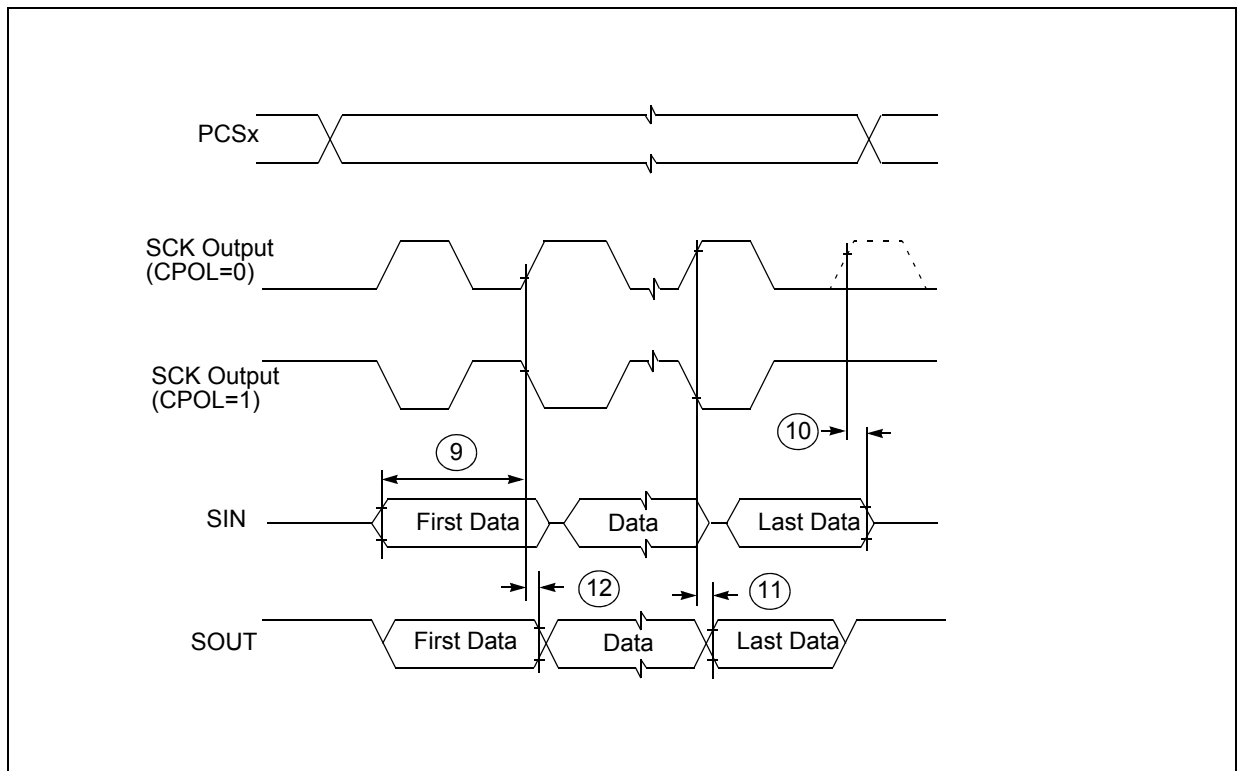 PCSx
SCK Output
(CPOL=0)
SCK Output
(CPOL=1)
10
9
SIN
First Data
Data
Last Data
12
11
SOUT
First Data
Data
Last Data